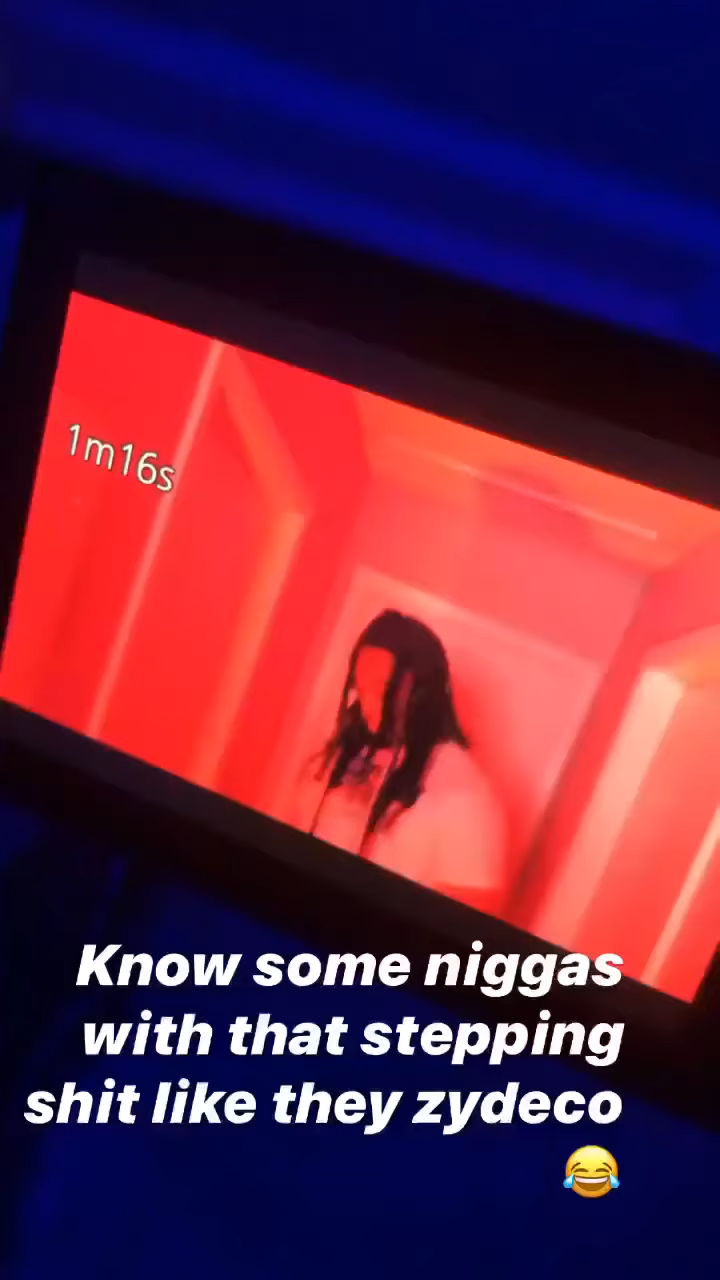 1m16s
Know some niggas
with that stepping
shit like they zydeco
😂